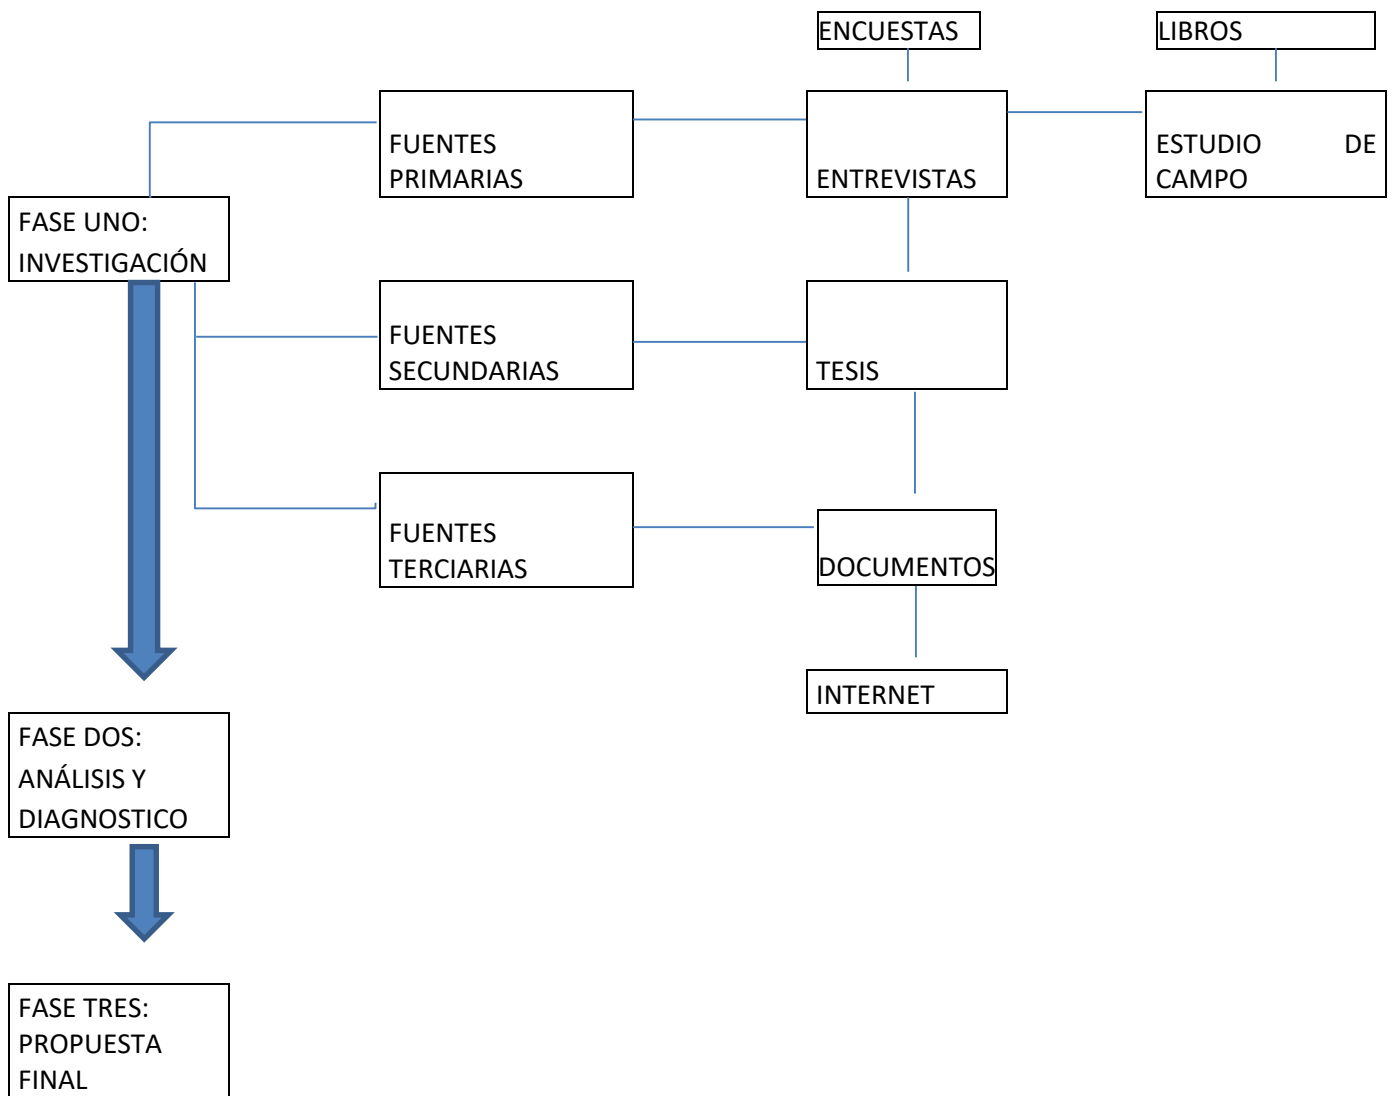 ENCUESTAS
LIBROS
FUENTES
PRIMARIAS
ENTREVISTAS
ESTUDIO DE
CAMPO
FASE UNO:
INVESTIGACIÓN
FUENTES
SECUNDARIAS
TESIS
FUENTES
TERCIARIAS
DOCUMENTOS
INTERNET
FASE DOS:
ANÁLISIS Y
DIAGNOSTICO
FASE TRES:
PROPUESTA
FINAL